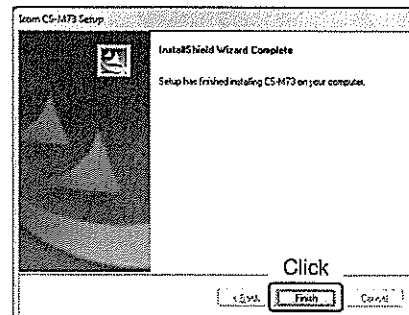 Icom CS-M73 Setup
InstallShield Wizard Complete
Setup has finished installing CS-M73 on your computer.
Click
< Back
Finish
Cancel